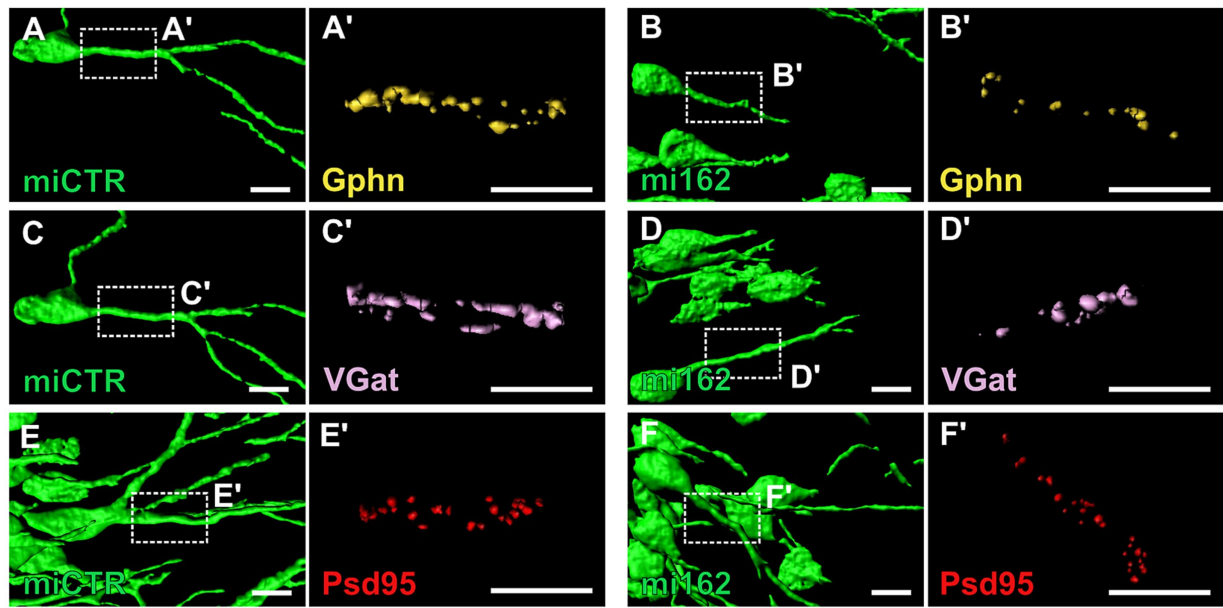 A
A'
miCTR
A'
Gphn
B
B'
mi162
B'
Gphn
C
C'
miCTR
C'
VGat
D
D'
mi162
D'
VGat
E
E'
miCTR
E'
Psd95
F
F'
mi162
F'
Psd95